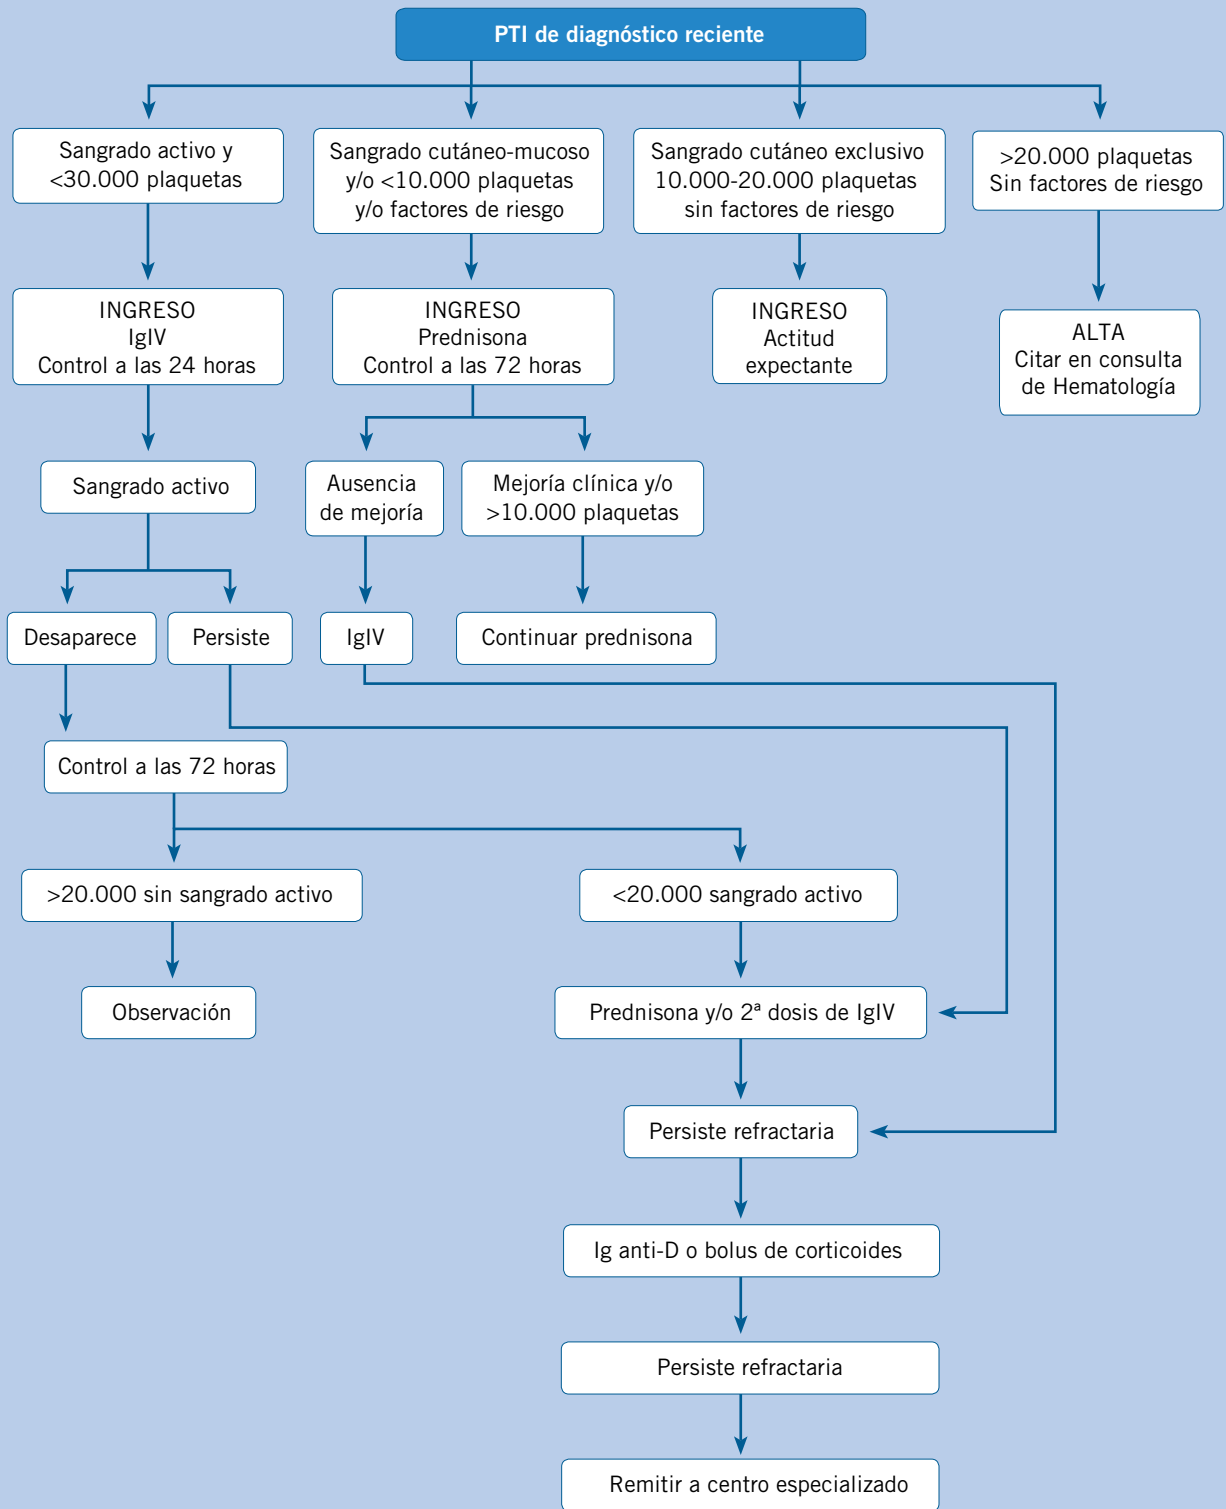 PTI de diagnóstico reciente
Sangrado activo y
<30.000 plaquetas
Sangrado cutáneo-mucoso
y/o <10.000 plaquetas
y/o factores de riesgo
Sangrado cutáneo exclusivo
10.000-20.000 plaquetas
sin factores de riesgo
>20.000 plaquetas
Sin factores de riesgo
INGRESO
IgIV
Control a las 24 horas
INGRESO
Prednisona
Control a las 72 horas
INGRESO
Actitud
expectante
ALTA
Citar en consulta
de Hematología
Sangrado activo
Ausencia
de mejoría
Mejoría clínica y/o
>10.000 plaquetas
Desaparece
Persiste
IgIV
Continuar prednisona
Control a las 72 horas
>20.000 sin sangrado activo
<20.000 sangrado activo
Observación
Prednisona y/o 2ª dosis de IgIV
Persiste refractaria
Ig anti-D o bolus de corticoides
Persiste refractaria
Remitir a centro especializado